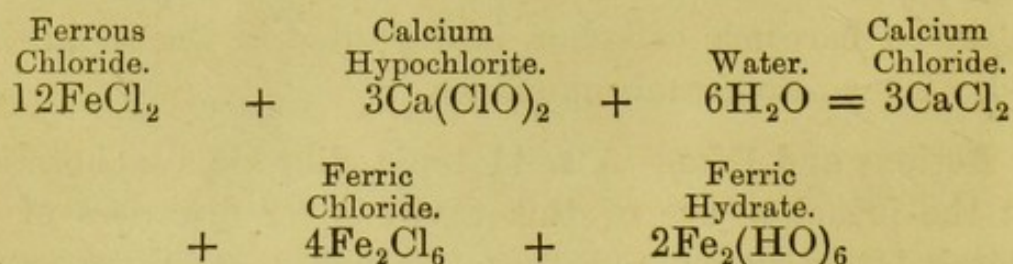 Ferrous Calcium Calcium
Chloride. Hypochlorite. Water. Chloride.
12FeCl₂ + 3Ca(ClO)₂ + 6H₂O = 3CaCl₂
Ferric Ferric
Chloride. Hydrate.
+ 4Fe₂Cl₆ + 2Fe₂(HO)₆